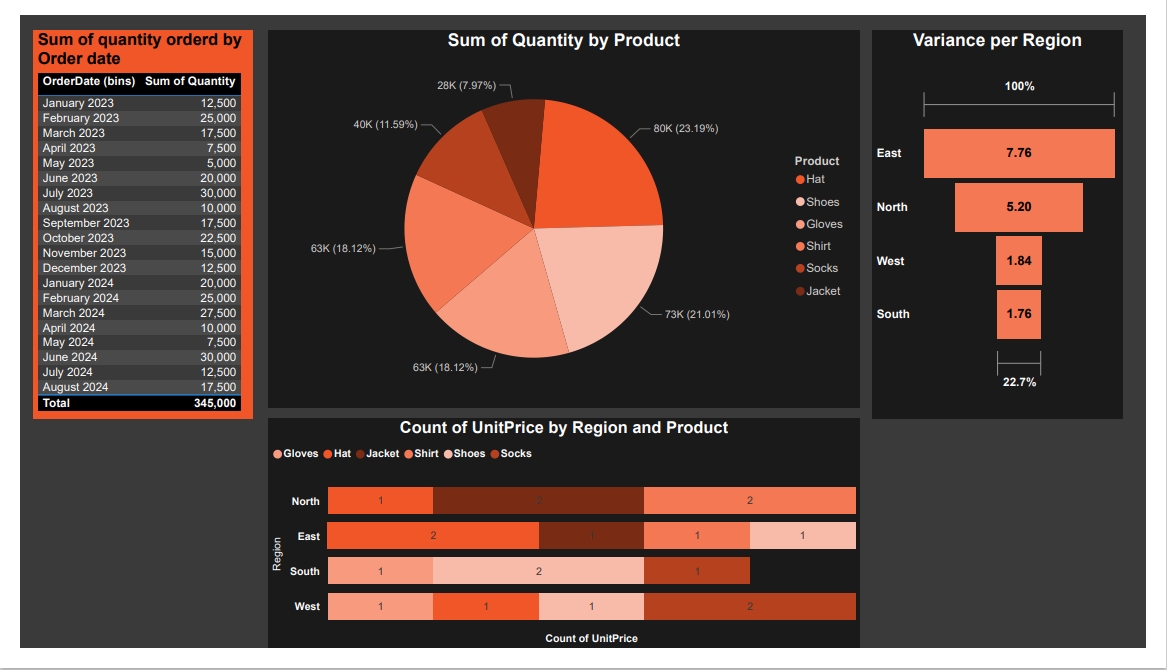 Sum of quantity orderd by
Order date
OrderDate (bins) Sum of Quantity
January 2023 12,500
February 2023 25,000
March 2023 17,500
April 2023 7,500
May 2023 5,000
June 2023 20,000
July 2023 30,000
August 2023 10,000
September 2023 17,500
October 2023 22,500
November 2023 15,000
December 2023 12,500
January 2024 20,000
February 2024 25,000
March 2024 27,500
April 2024 10,000
May 2024 7,500
June 2024 30,000
July 2024 12,500
August 2024 17,500
Total 345,000
Sum of Quantity by Product
28K (7.97%)
40K (11.59%)
80K (23.19%)
63K (18.12%)
73K (21.01%)
63K (18.12%)
Product
Hat
Shoes
Gloves
Shirt
Socks
Jacket
Variance per Region
100%
East 7.76
North 5.20
West 1.84
South 1.76
22.7%
Count of UnitPrice by Region and Product
Gloves Hat Jacket Shirt Shoes Socks
Region
North 1 2 2
East 2 1 1 1
South 1 2 1
West 1 1 1 2
Count of UnitPrice